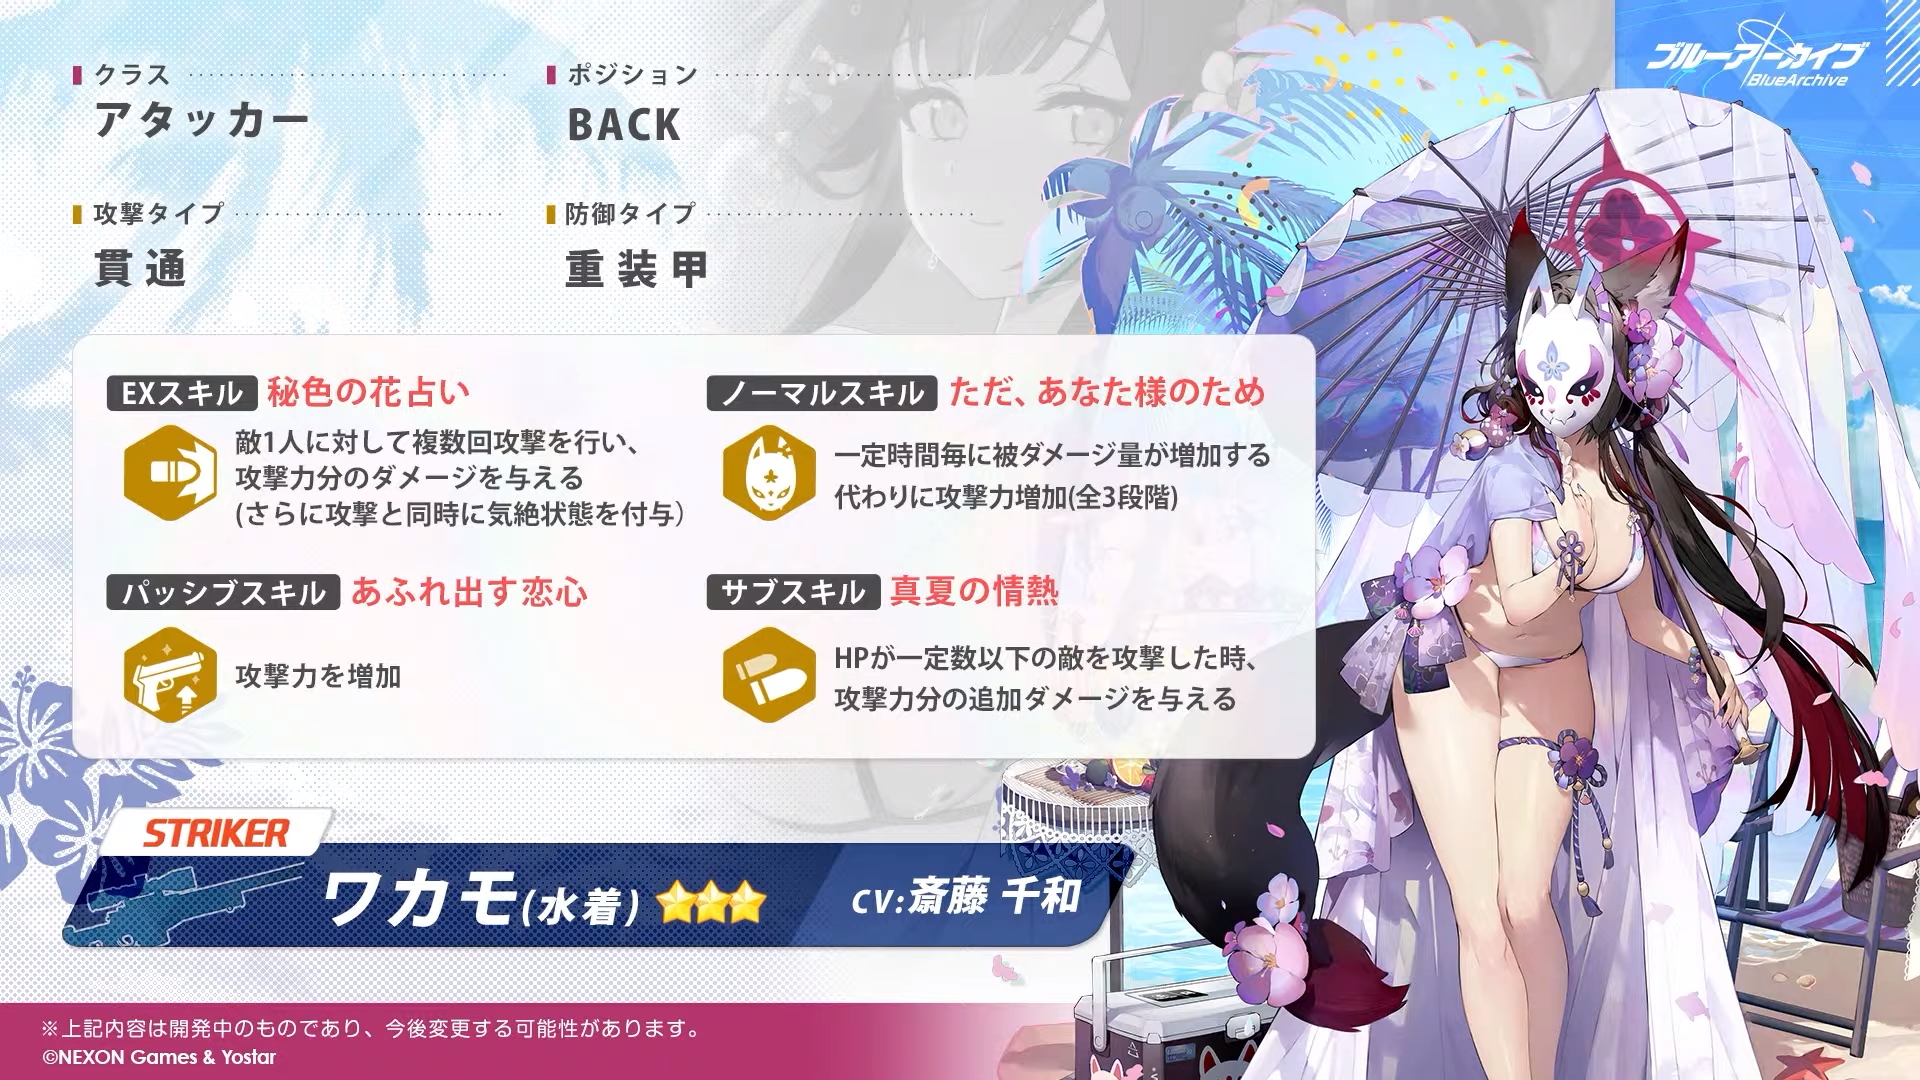 ブルーアーカイブ
BlueArchive
クラス
アタッカー
ポジション
BACK
攻撃タイプ
貫通
防御タイプ
重装甲
EXスキル 秘色の花占い
敵1人に対して複数回攻撃を行い、
攻撃力分のダメージを与える
(さらに攻撃と同時に気絶状態を付与)
ノーマルスキル ただ、あなた様のため
一定時間毎に被ダメージ量が増加する
代わりに攻撃力増加(全3段階)
パッシブスキル あふれ出す恋心
攻撃力を増加
サブスキル 真夏の情熱
HPが一定数以下の敵を攻撃した時、
攻撃力分の追加ダメージを与える
STRIKER
ワカモ(水着)
CV:斎藤 千和
※上記内容は開発中のものであり、今後変更する可能性があります。
©NEXON Games & Yostar